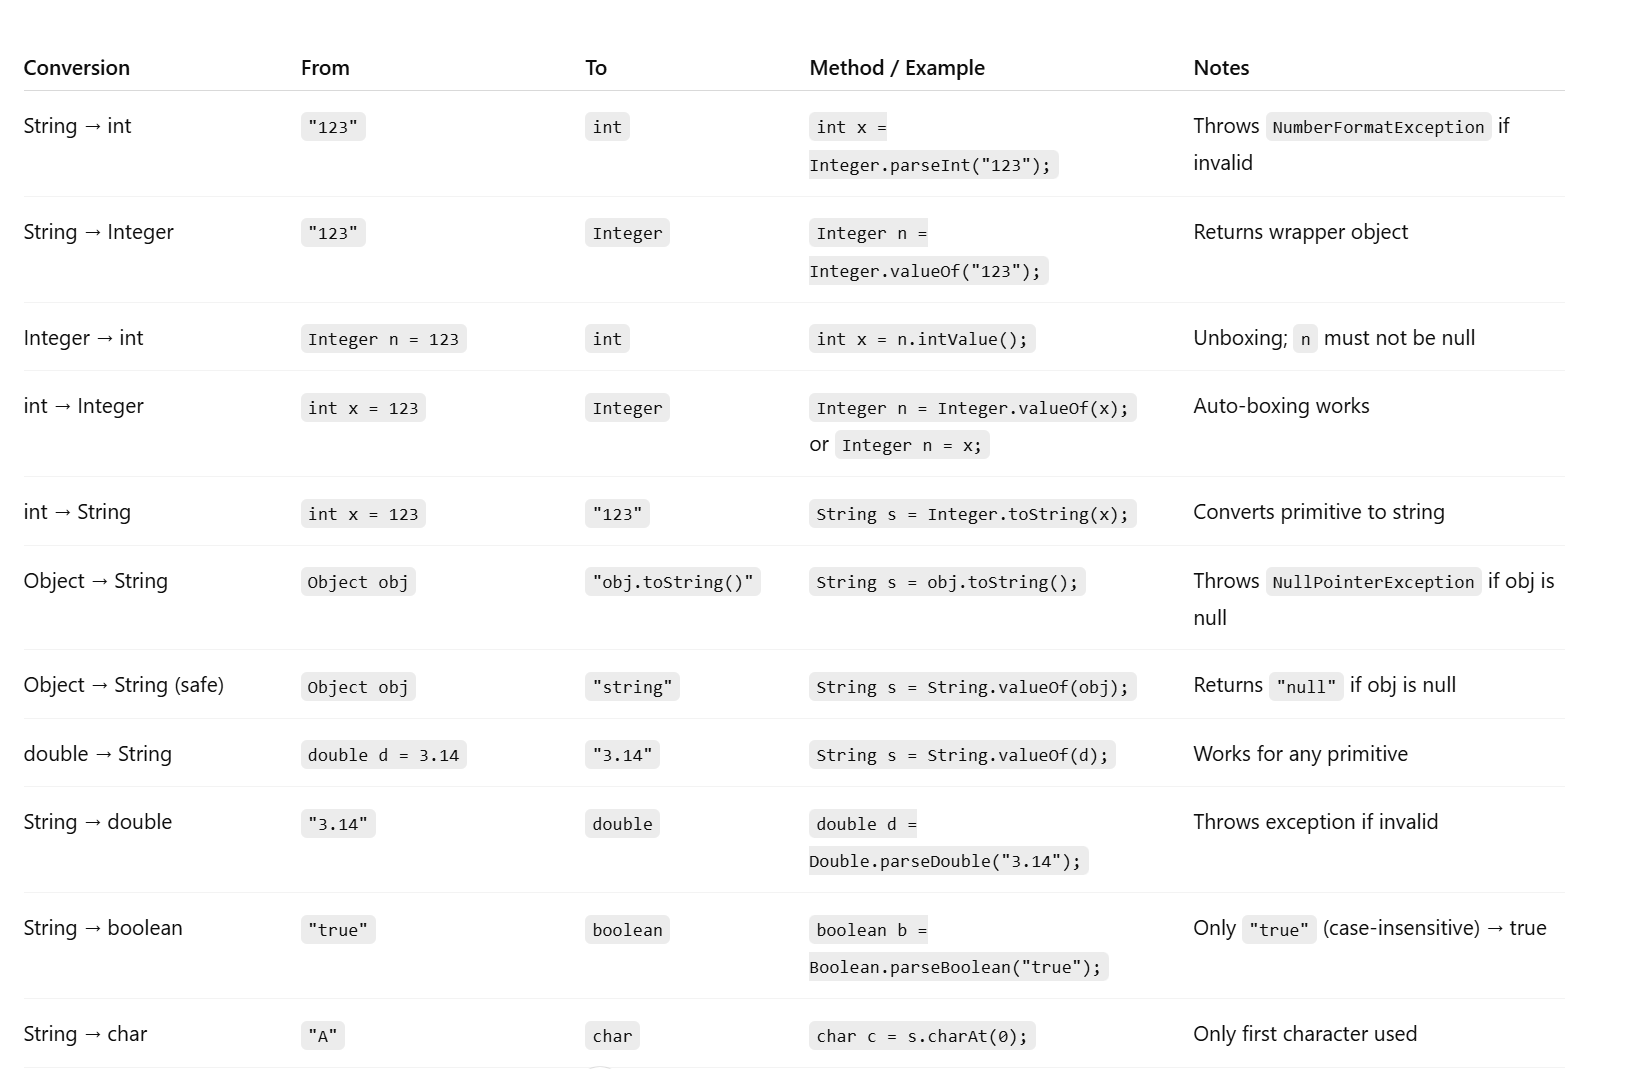 Conversion From To Method / Example Notes
String → int "123" int int x = Throws NumberFormatException if
Integer.parseInt("123"); invalid
String → Integer "123" Integer Integer n = Returns wrapper object
Integer.valueOf("123");
Integer → int Integer n = 123 int int x = n.intValue(); Unboxing; n must not be null
int → Integer int x = 123 Integer Integer n = Integer.valueOf(x); Auto-boxing works
or Integer n = x;
int → String int x = 123 "123" String s = Integer.toString(x); Converts primitive to string
Object → String Object obj "obj.toString()" String s = obj.toString(); Throws NullPointerException if obj is
null
Object → String (safe) Object obj "string" String s = String.valueOf(obj); Returns "null" if obj is null
double → String double d = 3.14 "3.14" String s = String.valueOf(d); Works for any primitive
String → double "3.14" double double d = Throws exception if invalid
Double.parseDouble("3.14");
String → boolean "true" boolean boolean b = Only "true" (case-insensitive) → true
Boolean.parseBoolean("true");
String → char "A" char char c = s.charAt(0); Only first character used